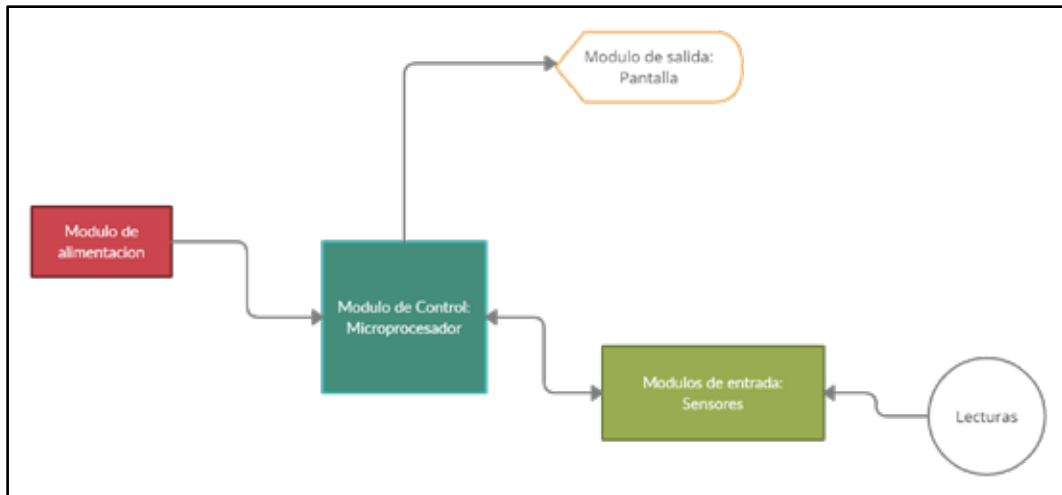 Modulo de salida:
Pantalla
Modulo de
alimentacion
Modulo de Control:
Microprocesador
Modulos de entrada:
Sensores
Lecturas